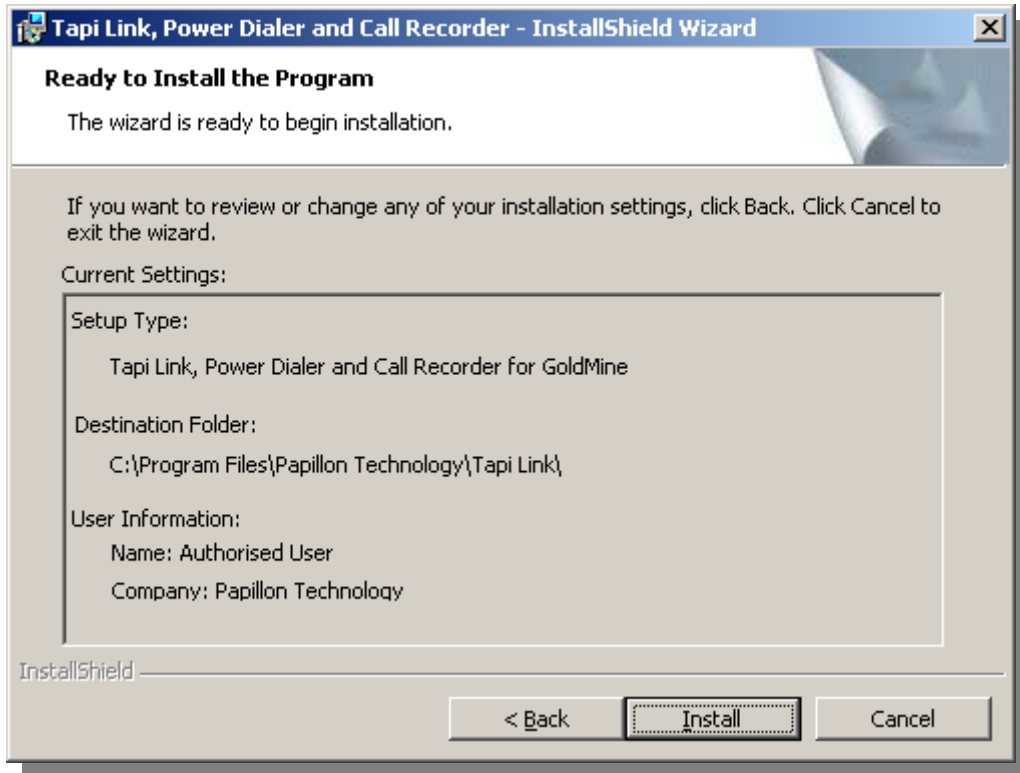 Tapi Link, Power Dialer and Call Recorder - InstallShield Wizard
Ready to Install the Program
The wizard is ready to begin installation.
If you want to review or change any of your installation settings, click Back. Click Cancel to
exit the wizard.
Current Settings:
Setup Type:
Tapi Link, Power Dialer and Call Recorder for GoldMine
Destination Folder:
C:\Program Files\Papillon Technology\Tapi Link\
User Information:
Name: Authorised User
Company: Papillon Technology
InstallShield
< Back
Install
Cancel